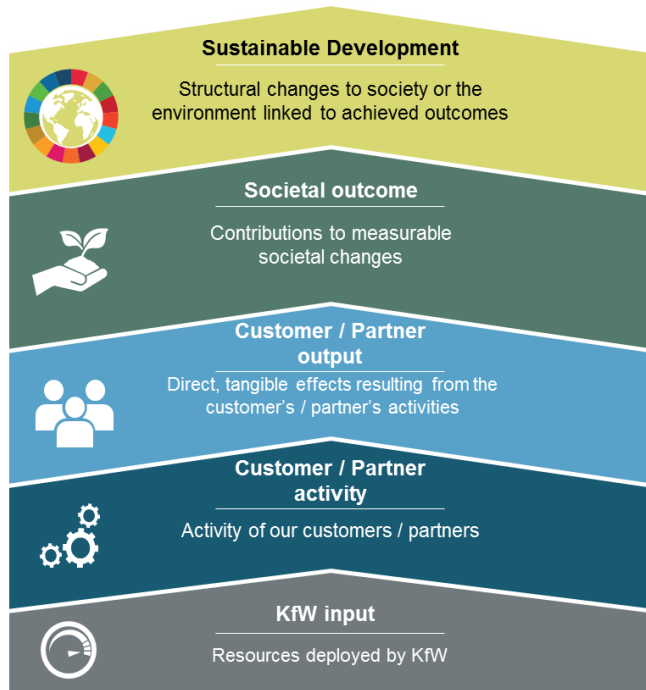 Sustainable Development
Structural changes to society or the
environment linked to achieved outcomes
Societal outcome
Contributions to measurable
societal changes
Customer / Partner
output
Direct, tangible effects resulting from the
customer's / partner's activities
Customer / Partner
activity
Activity of our customers / partners
KfW input
Resources deployed by KfW